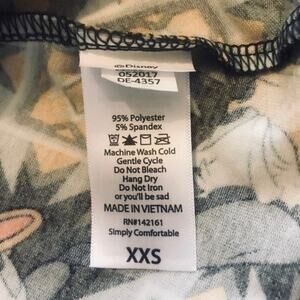 ©Disney
052017
DE-4357
95% Polyester
5% Spandex
Machine Wash Cold
Gentle Cycle
Do Not Bleach
Hang Dry
Do Not Iron
or you'll be sad
MADE IN VIETNAM
RN#142161
Simply Comfortable
XXS